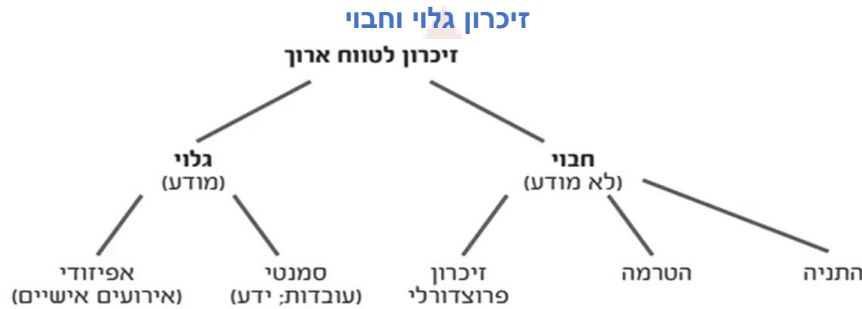 זיכרון גלוי וחבוי
זיכרון לטווח ארוך
חבוי
(לא מודע)
גלוי
(מודע)
התניה
הטרמה
זיכרון
פרוצדורלי
סמנטי
(עובדות; ידע)
אפיזודי
(אירועים אישיים)